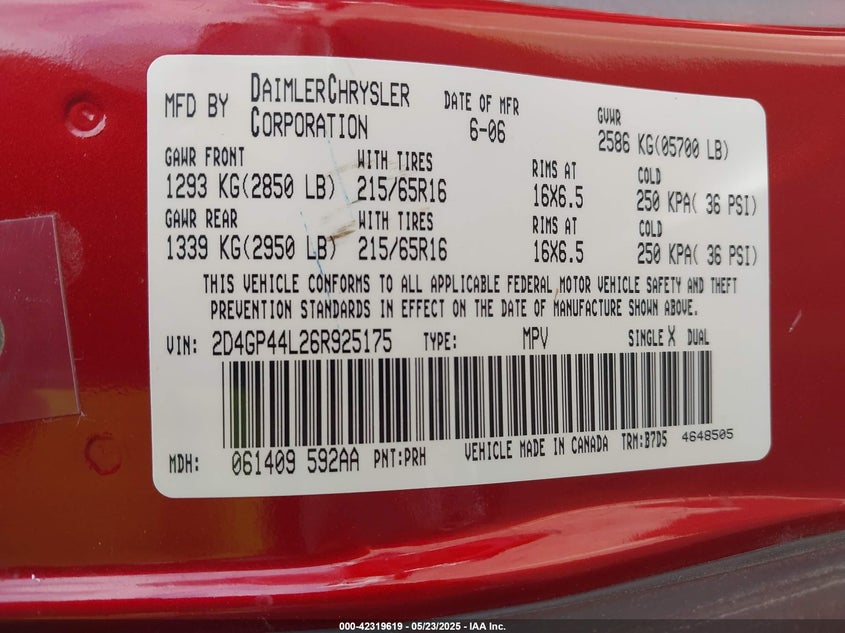 MFD BY DAIMLERCHRYSLER CORPORATION DATE OF MFR 6-06 GVWR 2586 KG(05700 LB)
GAWR FRONT WITH TIRES RIMS AT COLD
1293 KG(2850 LB) 215/65R16 16X6.5 250 KPA( 36 PSI)
GAWR REAR WITH TIRES RIMS AT COLD
1339 KG(2950 LB) 215/65R16 16X6.5 250 KPA( 36 PSI)
THIS VEHICLE CONFORMS TO ALL APPLICABLE FEDERAL MOTOR VEHICLE SAFETY AND THEFT
PREVENTION STANDARDS IN EFFECT ON THE DATE OF MANUFACTURE SHOWN ABOVE.
VIN: 2D4GP44L26R925175 TYPE: MPV SINGLE X DUAL
MDH: 061409 592AA PNT:PRH VEHICLE MADE IN CANADA TRM:B7D5 4648505
000-42319619 - 05/23/2025 - IAA Inc.